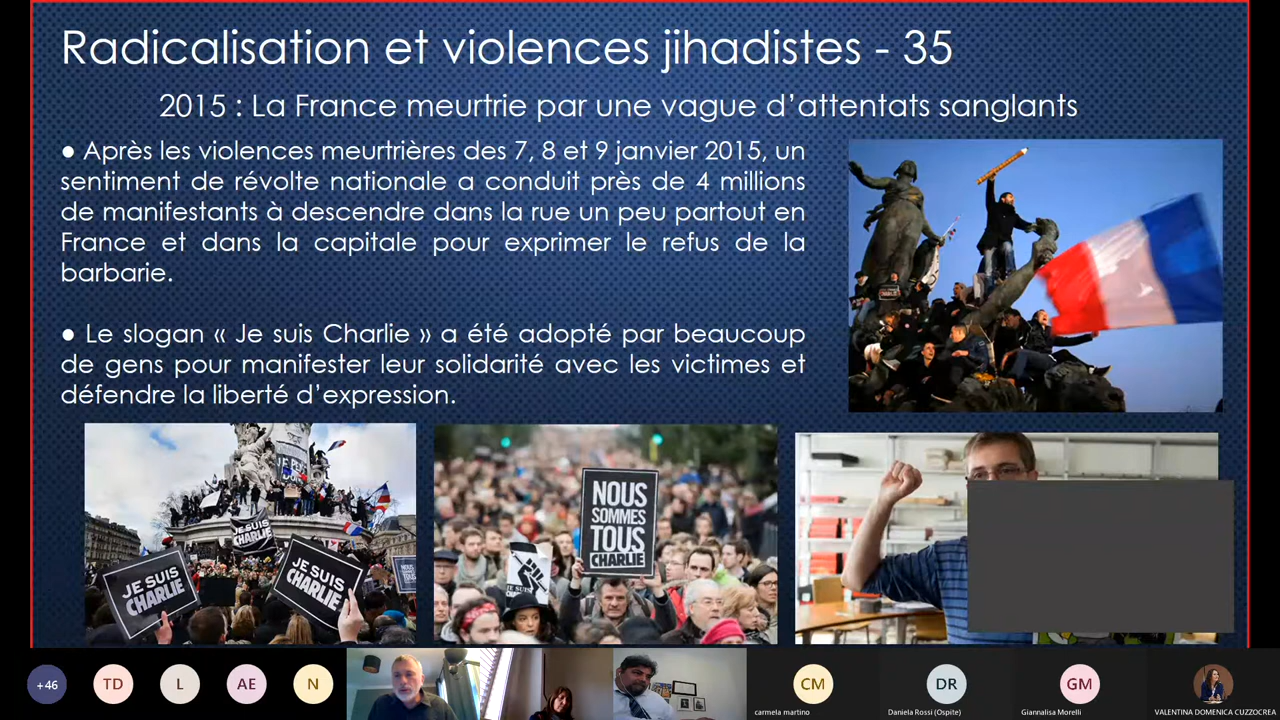 Radicalisation et violences jihadistes - 35
2015 : La France meurtrie par une vague d’attentats sanglants
● Après les violences meurtrières des 7, 8 et 9 janvier 2015, un
sentiment de révolte nationale a conduit près de 4 millions
de manifestants à descendre dans la rue un peu partout en
France et dans la capitale pour exprimer le refus de la
barbarie.
● Le slogan « Je suis Charlie » a été adopté par beaucoup
de gens pour manifester leur solidarité avec les victimes et
défendre la liberté d’expression.
JE SUIS
CHARLIE
JE SUIS
CHARLIE
JE SUIS
CHARLIE
NOUS
SOMMES
TOUS
CHARLIE
JE SUIS
+46
TD
L
AE
N
CM
carmela martino
DR
Daniela Rossi (Ospite)
GM
Giannalisa Morelli
VALENTINA DOMENICA CUZZOCREA